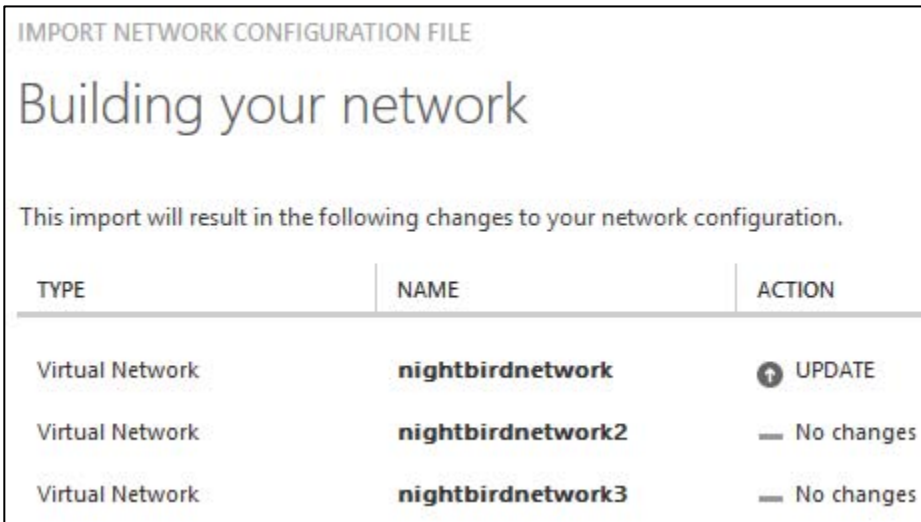 IMPORT NETWORK CONFIGURATION FILE
Building your network
This import will result in the following changes to your network configuration.
TYPE NAME ACTION
Virtual Network nightbirdnetwork UPDATE
Virtual Network nightbirdnetwork2 No changes
Virtual Network nightbirdnetwork3 No changes